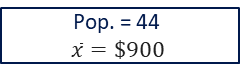 Pop. = 44
ẋ = $900